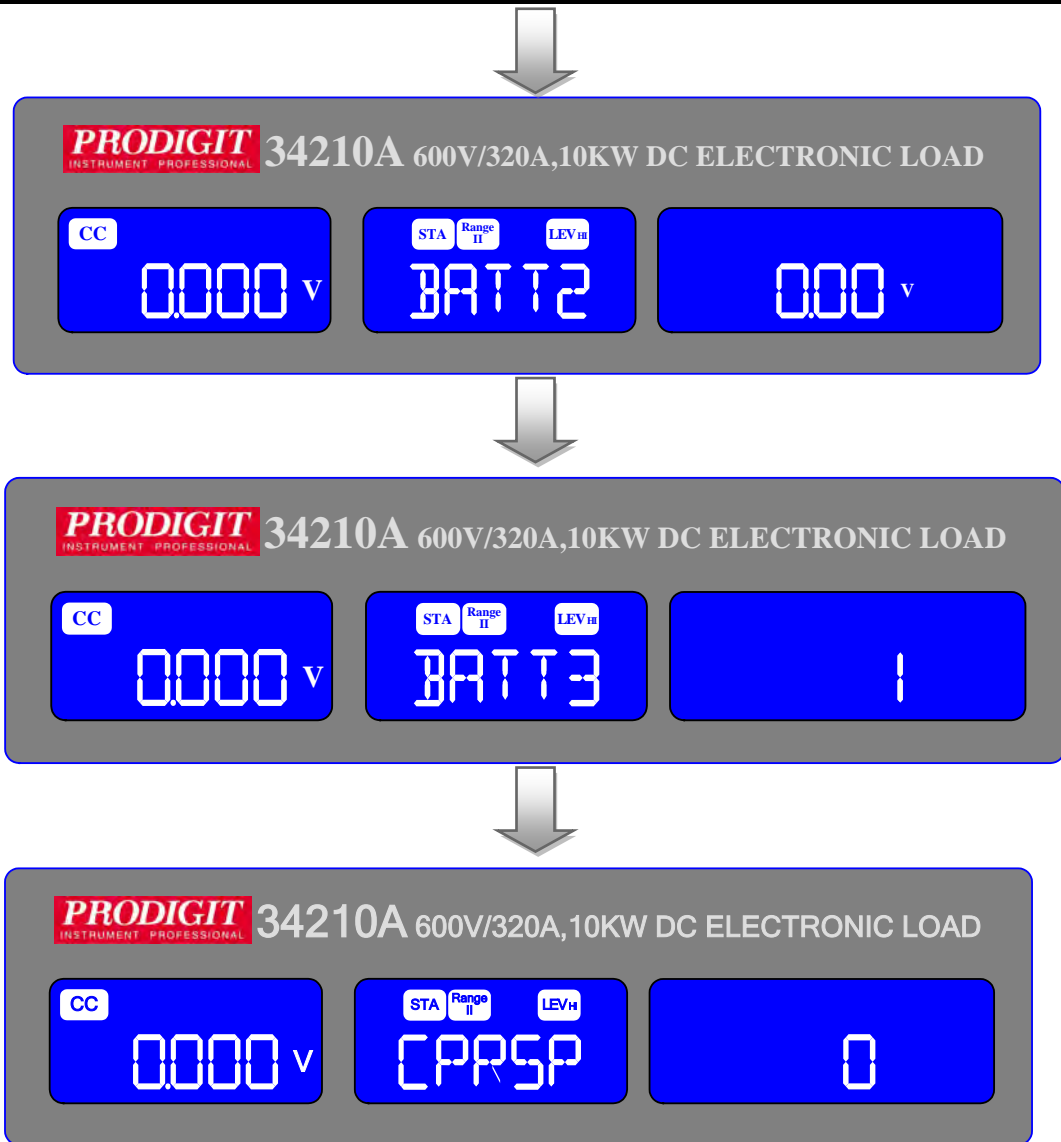 PRODIGIT
INSTRUMENT PROFESSIONAL
34210A 600V/320A,10KW DC ELECTRONIC LOAD
CC
STA Range II LEV HI
0.000 V
BATT2
0.00 V
PRODIGIT
INSTRUMENT PROFESSIONAL
34210A 600V/320A,10KW DC ELECTRONIC LOAD
CC
STA Range II LEV HI
0.000 V
BATT3
1
PRODIGIT
INSTRUMENT PROFESSIONAL
34210A 600V/320A,10KW DC ELECTRONIC LOAD
CC
STA Range II LEV HI
0.000 V
CPRSP
0